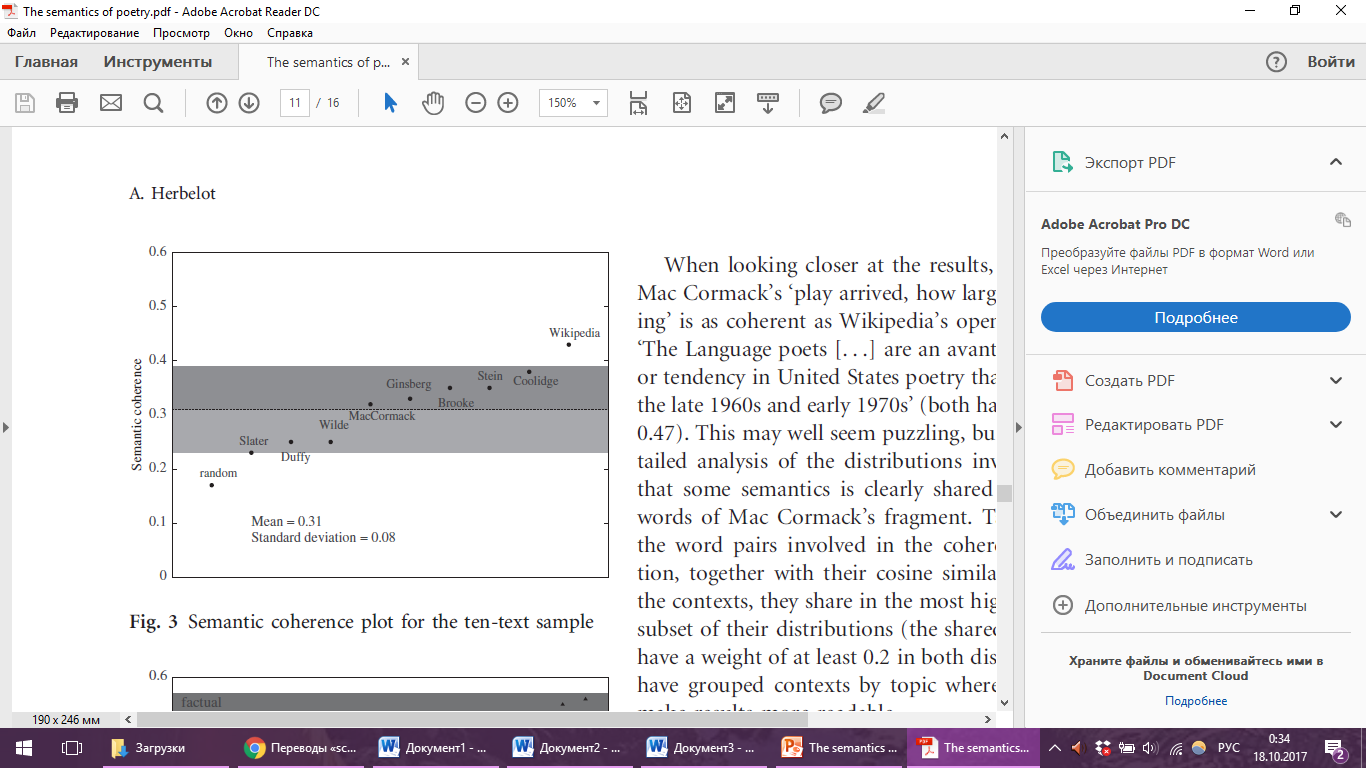 The semantics of poetry.pdf - Adobe Acrobat Reader DC
Файл Редактирование Просмотр Окно Справка
Главная Инструменты The semantics of p... × Войти
11 / 16 150%
A. Herbelot
0.6
0.5
0.4
0.3
0.2
0.1
0
Semantic coherence
Wikipedia
Ginsberg
Stein
Coolidge
Brooke
MacCormack
Wilde
Slater
Duffy
random
Mean = 0.31
Standard deviation = 0.08
Fig. 3 Semantic coherence plot for the ten-text sample
0.6
factual
When looking closer at the results,
Mac Cormack’s ‘play arrived, how larg
ing’ is as coherent as Wikipedia’s oper
‘The Language poets [...] are an avant
or tendency in United States poetry tha
the late 1960s and early 1970s’ (both ha
0.47). This may well seem puzzling, bu
tailed analysis of the distributions inv
that some semantics is clearly shared
words of Mac Cormack’s fragment. T
the word pairs involved in the coher
tion, together with their cosine simila
the contexts, they share in the most hig
subset of their distributions (the shared
have a weight of at least 0.2 in both dis
have grouped contexts by topic where
make results more readable
Экспорт PDF
Adobe Acrobat Pro DC
Преобразуйте файлы PDF в формат Word или
Excel через Интернет
Подробнее
Создать PDF
Редактировать PDF
Добавить комментарий
Объединить файлы
Заполнить и подписать
Дополнительные инструменты
Храните файлы и обменивайтесь ими в
Document Cloud
Подробнее
190 x 246 мм
Загрузки Переводы «sc... Документ1 - ... Документ2 - ... Документ3 - ... The semantics ... The semantics... РУС
0:34
18.10.2017
2